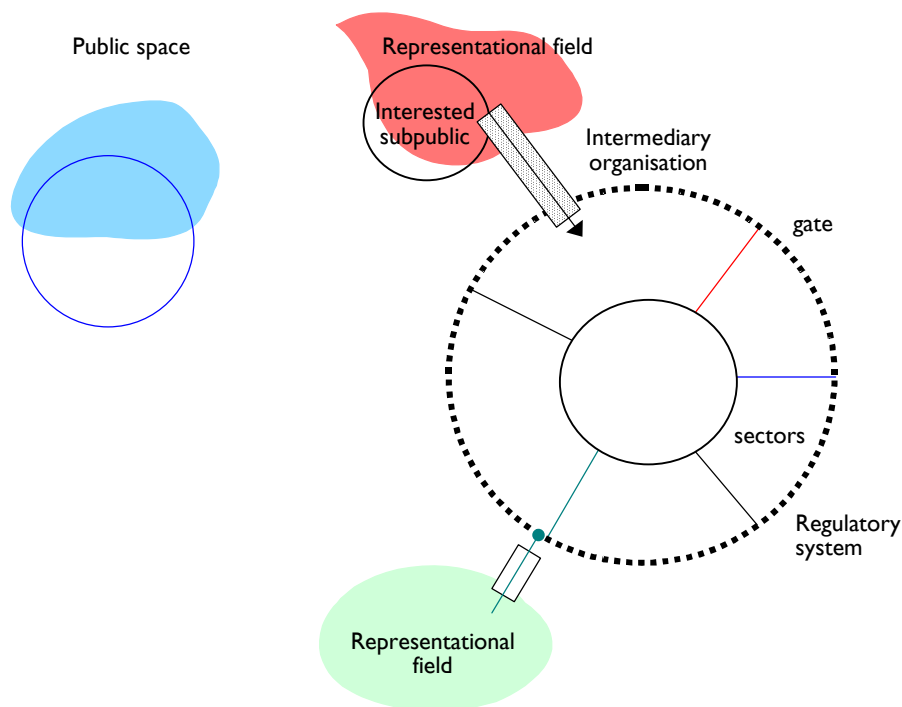 Public space
Representational field
Interested
subpublic
Intermediary
organisation
gate
sectors
Regulatory
system
Representational
field